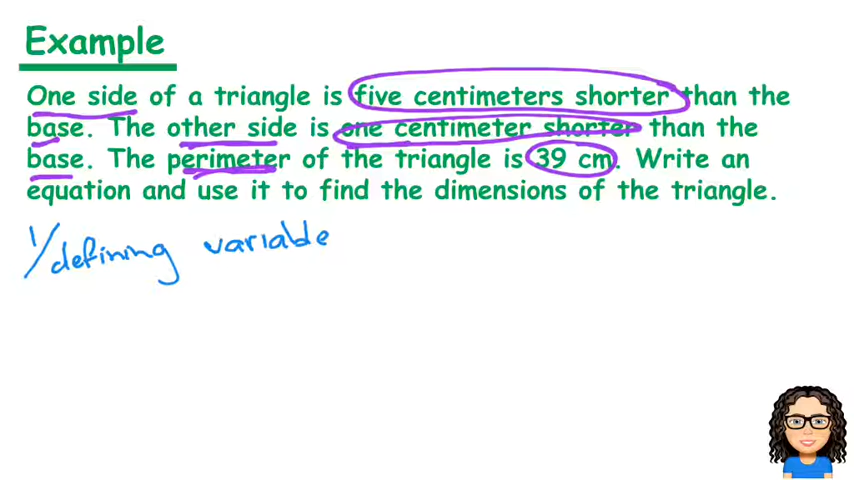 Example
One side of a triangle is five centimeters shorter than the
base. The other side is one centimeter shorter than the
base. The perimeter of the triangle is 39 cm. Write an
equation and use it to find the dimensions of the triangle.
1/defining variable